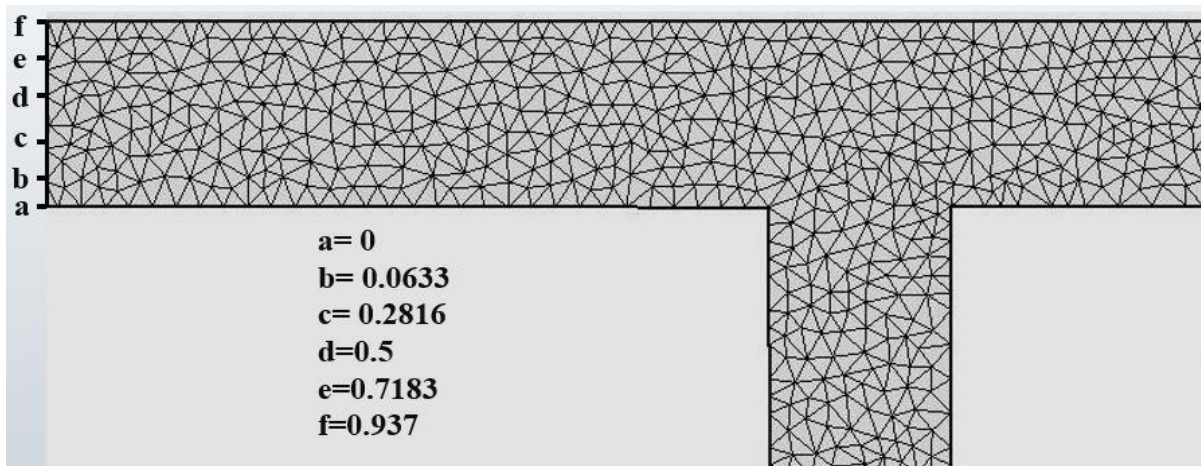 f
e
d
c
b
a
a= 0
b= 0.0633
c= 0.2816
d=0.5
e=0.7183
f=0.937